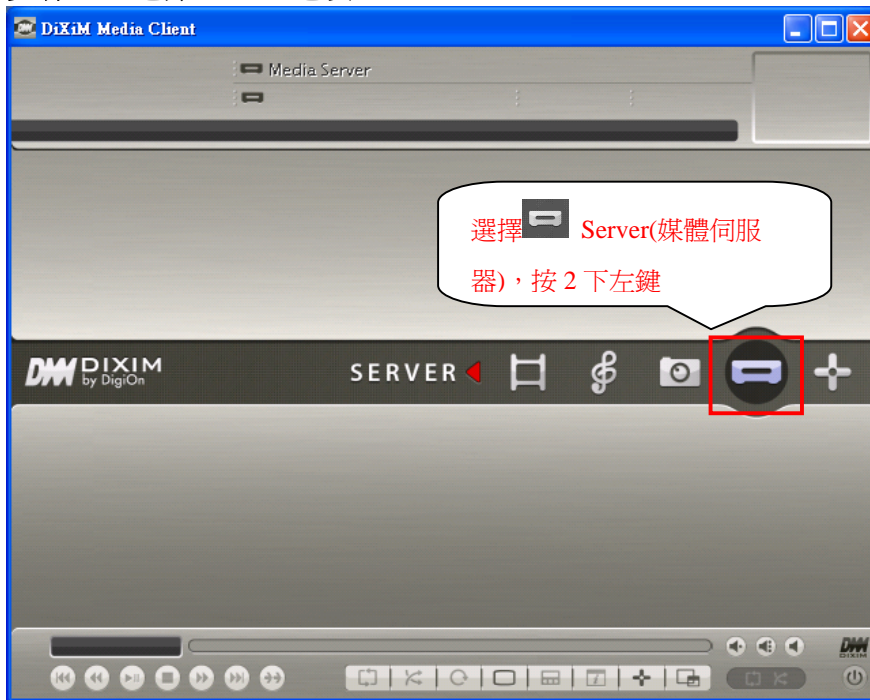 DiXiM Media Client
Media Server
選擇 Server(媒體伺服
器)，按 2 下左鍵
DIXIM
by DigiOn
SERVER
DIXIM